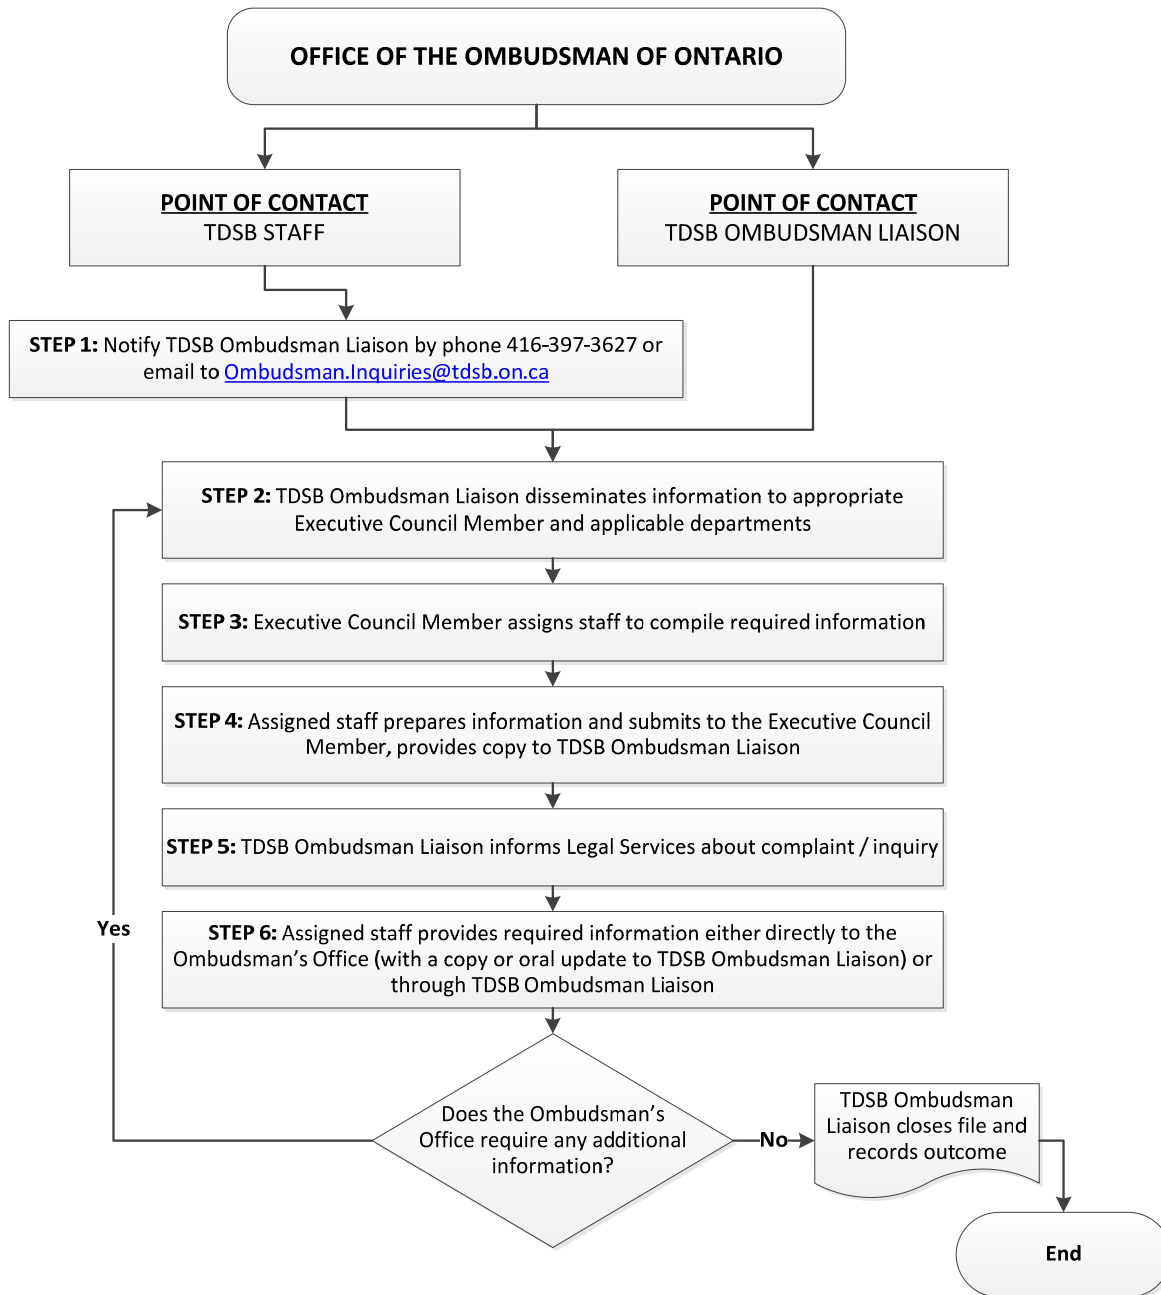 OFFICE OF THE OMBUDSMAN OF ONTARIO
POINT OF CONTACT
TDSB STAFF
POINT OF CONTACT
TDSB OMBUDSMAN LIAISON
STEP 1: Notify TDSB Ombudsman Liaison by phone 416-397-3627 or
email to Ombudsman.Inquiries@tdsb.on.ca
STEP 2: TDSB Ombudsman Liaison disseminates information to appropriate
Executive Council Member and applicable departments
STEP 3: Executive Council Member assigns staff to compile required information
STEP 4: Assigned staff prepares information and submits to the Executive Council
Member, provides copy to TDSB Ombudsman Liaison
STEP 5: TDSB Ombudsman Liaison informs Legal Services about complaint / inquiry
STEP 6: Assigned staff provides required information either directly to the
Ombudsman’s Office (with a copy or oral update to TDSB Ombudsman Liaison) or
through TDSB Ombudsman Liaison
Yes
Does the Ombudsman’s
Office require any additional
information?
No
TDSB Ombudsman
Liaison closes file and
records outcome
End